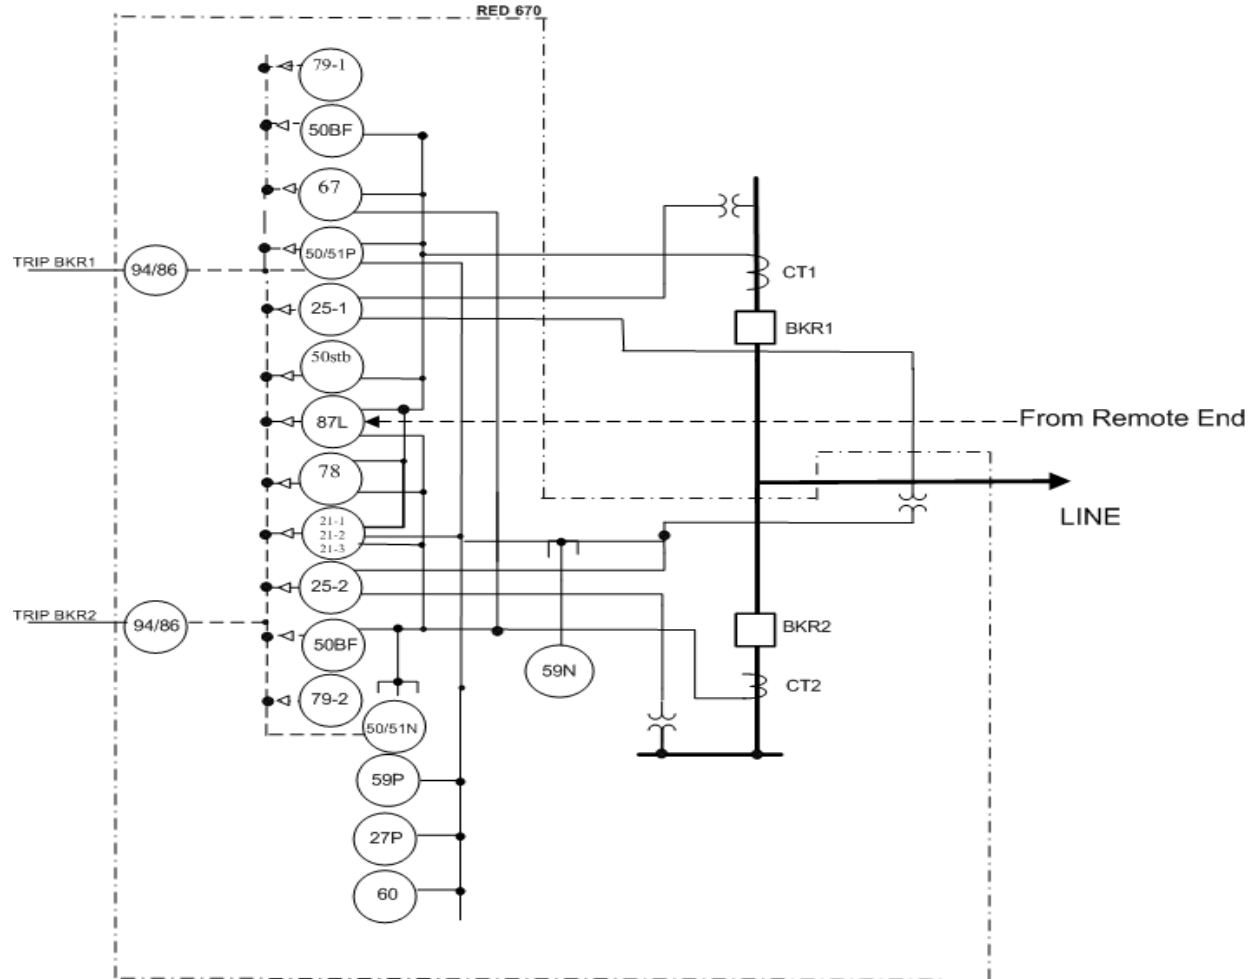 RED 670
79-1
50BF
67
50/51P
TRIP BKR1
94/86
CT1
25-1
BKR1
50stb
87L
From Remote End
78
21-1
21-2
21-3
LINE
25-2
TRIP BKR2
94/86
50BF
BKR2
59N
79-2
CT2
50/51N
59P
27P
60